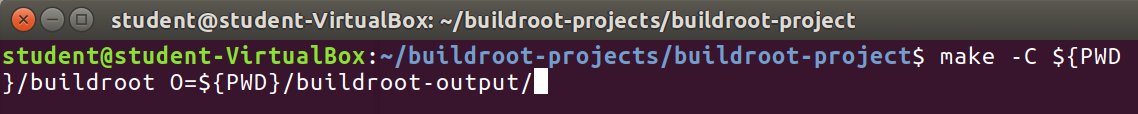 student@student-VirtualBox: ~/buildroot-projects/buildroot-project
student@student-VirtualBox:~/buildroot-projects/buildroot-project$ make -C ${PWD
}/buildroot O=${PWD}/buildroot-output/